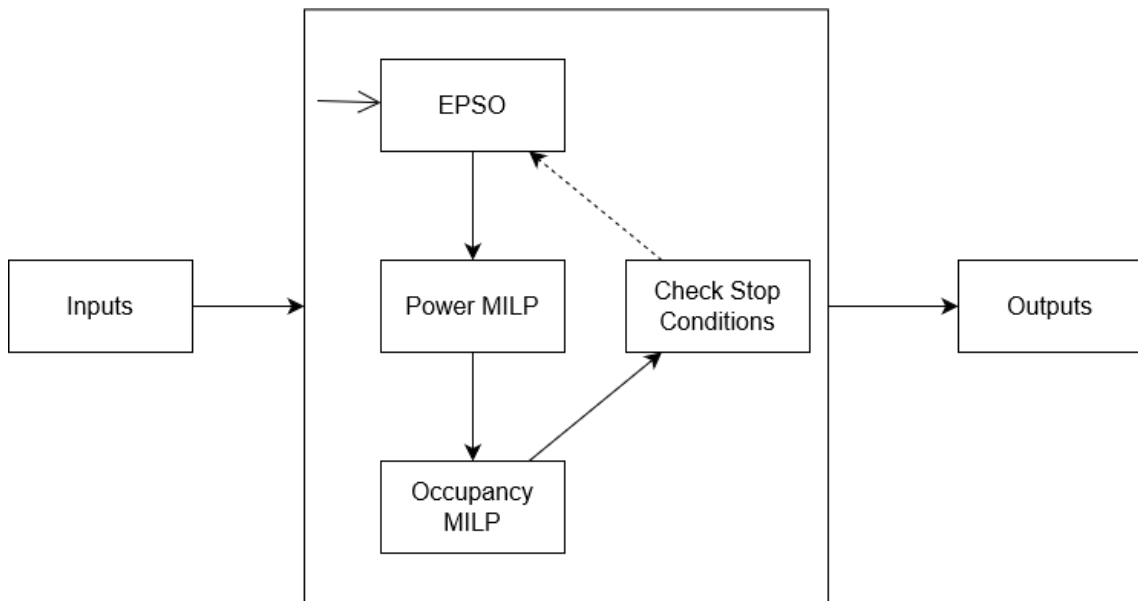 EPSO
Inputs
Power MILP
Check Stop
Conditions
Outputs
Occupancy
MILP